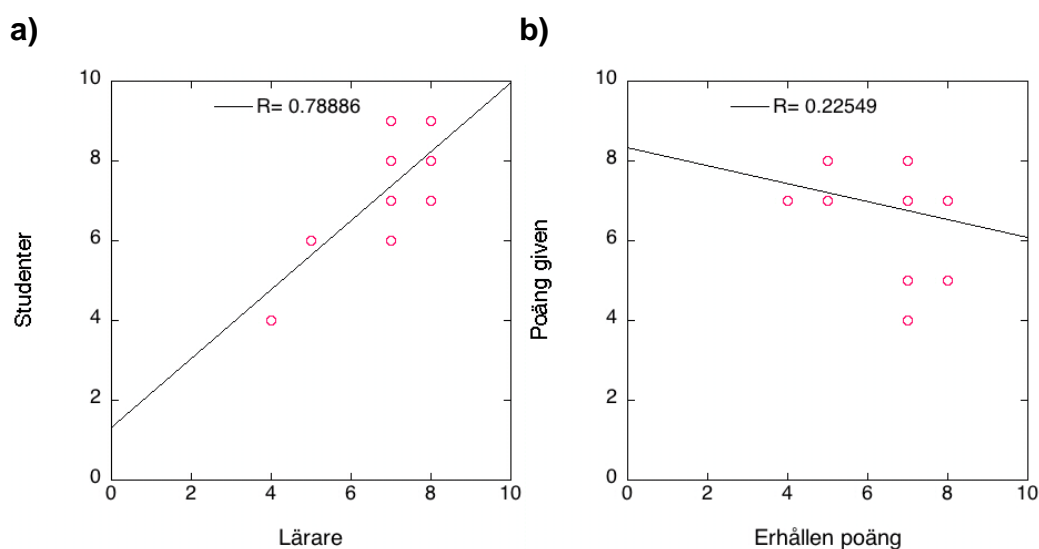 a)
10
8
6
4
2
0
Studenter
R= 0.78886
0 2 4 6 8 10
Lärare
b)
10
8
6
4
2
0
Poäng given
R= 0.22549
0 2 4 6 8 10
Erhållen poäng